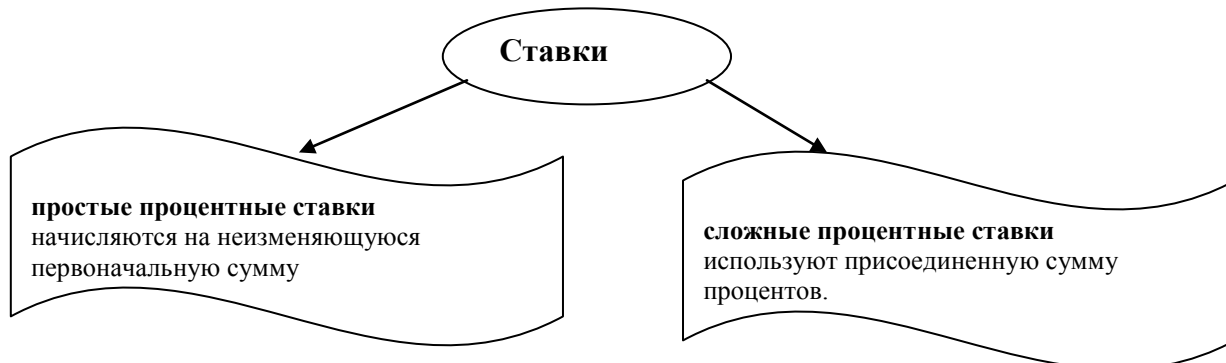 Ставки
простые процентные ставки
начисляются на неизменяющуюся
первоначальную сумму
сложные процентные ставки
используют присоединенную сумму
процентов.